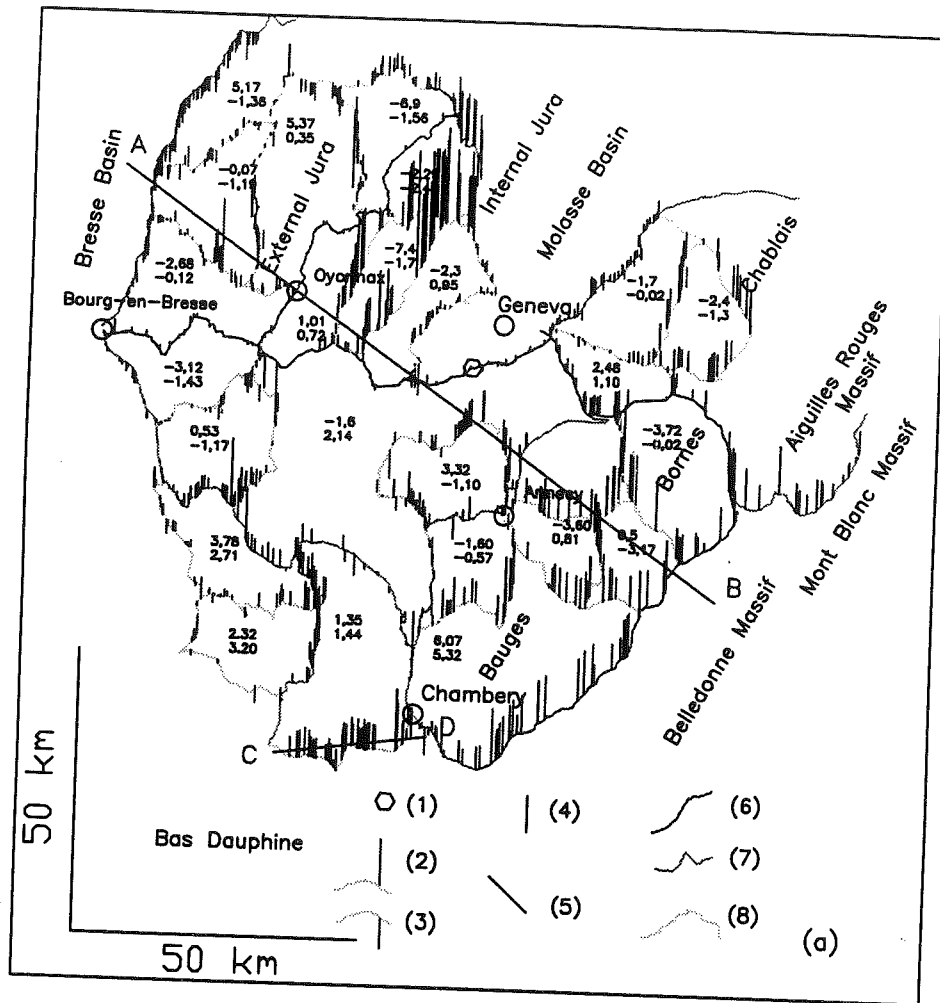 5,17
-1,36
5,37
0,35
-6,9
-1,56
A
-0,07
Bresse Basin
External Jura
Internal Jura
Molasse Basin
Chablais
-7,4
-1,7
-2,3
0,95
-1,7
-0,02
-2,4
-1,3
-2,68
-0,12
Oyonnax
Bourg-en-Bresse
Geneva
1,01
0,72
-3,12
-1,43
2,48
1,10
Aiguilles Rouges
Massif
-1,6
2,14
0,53
-1,17
-3,72
-0,02
Bornes
3,32
-1,10
Annecy
Mont Blanc Massif
-3,60
0,81
0,5
-3,17
-1,60
-0,57
3,78
2,71
B
2,32
3,20
1,35
1,44
6,07
5,32
Bauges
Belledonne Massif
Chambery
D
C
50 km
Bas Dauphine
(1)
(2)
(3)
(4)
(5)
(6)
(7)
(8)
50 km
(a)